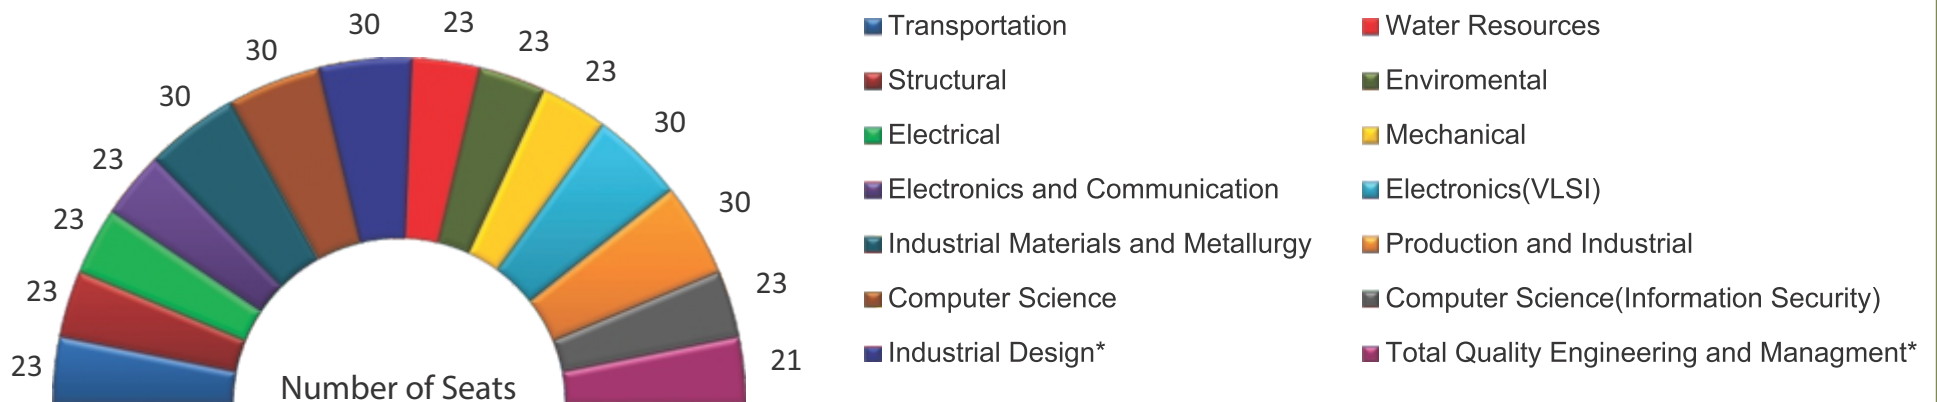 30
23
30
23
30
23
23
30
23
30
23
23
23
21
Number of Seats
Transportation
Structural
Electrical
Electronics and Communication
Industrial Materials and Metallurgy
Computer Science
Industrial Design*
Water Resources
Enviromental
Mechanical
Electronics(VLSI)
Production and Industrial
Computer Science(Information Security)
Total Quality Engineering and Managment*